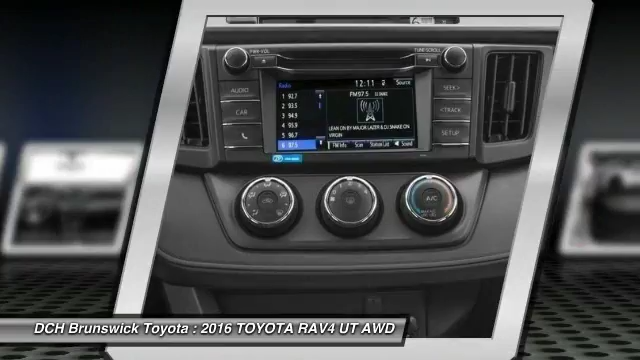 PWR·VOL
TUNE/SCROLL
AUDIO
CAR
SEEK>
<TRACK
SETUP
Radio
12:11
Source
1 92.7
2 93.5
3 94.9
4 95.9
5 96.7
6 97.5
FM 97.5
LEAN ON BY MAJOR LAZER & DJ SNAKE ON
VIRGIN
FM Info Scan Station List Sound
A/C
DCH Brunswick Toyota : 2016 TOYOTA RAV4 UT AWD